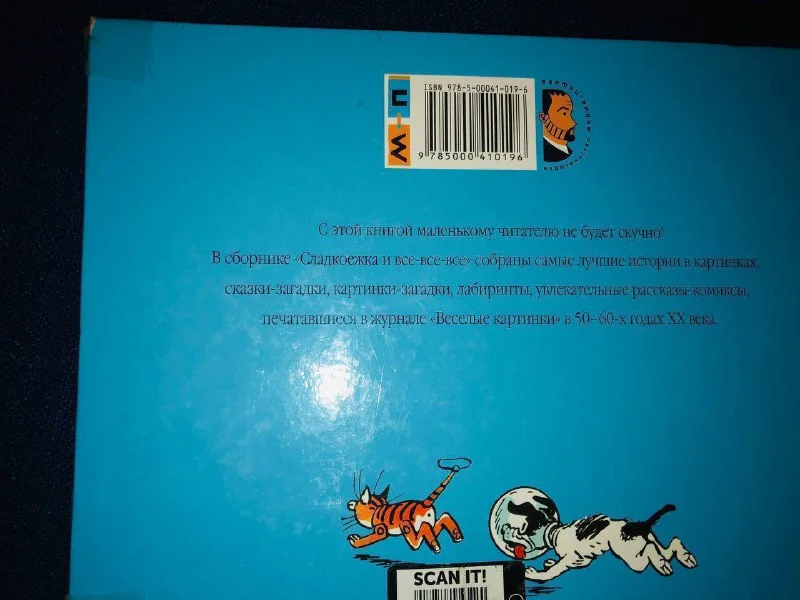 ISBN 978-5-00041-019-6
9 785000 410196
С этой книгой маленькому читателю не будет скучно!
В сборнике «Сладкоежка и все-все-все» собраны самые лучшие истории в картинках,
сказки-загадки, картинки-загадки, лабиринты, увлекательные рассказы-комиксы,
печатавшиеся в журнале «Веселые картинки» в 50–60-х годах XX века.
SCAN IT!